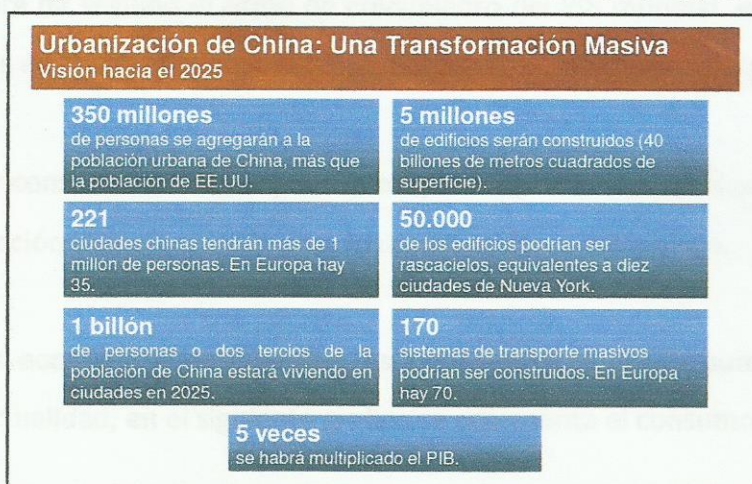 Urbanización de China: Una Transformación Masiva
Visión hacia el 2025
350 millones
de personas se agregarán a la
población urbana de China, más que
la población de EE.UU.
5 millones
de edificios serán construidos (40
billones de metros cuadrados de
superficie).
221
ciudades chinas tendrán más de 1
millón de personas. En Europa hay
35.
50.000
de los edificios podrían ser
rascacielos, equivalentes a diez
ciudades de Nueva York.
1 billón
de personas o dos tercios de la
población de China estará viviendo en
ciudades en 2025.
170
sistemas de transporte masivos
podrían ser construidos. En Europa
hay 70.
5 veces
se habrá multiplicado el PIB.